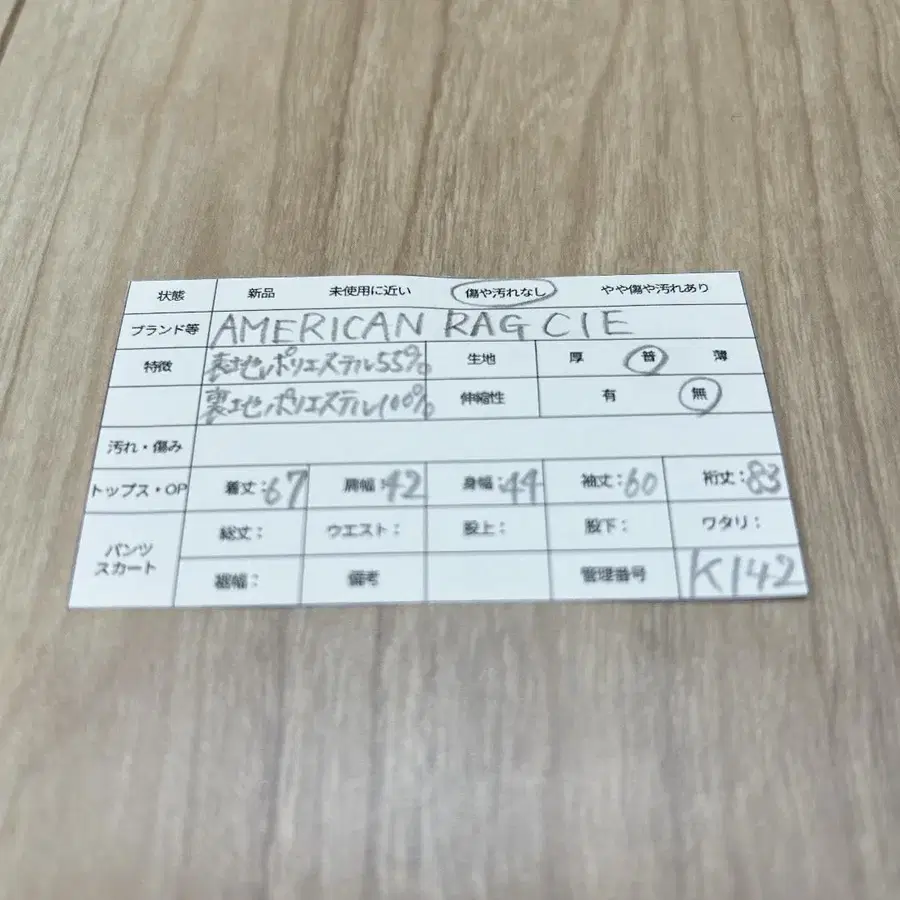 状態 新品 未使用に近い 傷や汚れなし やや傷や汚れあり
ブランド等 AMERICAN RAG CIE
特徴 表地ポリエステル55% 生地 厚 普 薄
裏地ポリエステル100% 伸縮性 有 無
汚れ・傷み
トップス・OP 着丈:67 肩幅:42 身幅:44 袖丈:60 裄丈:83
パンツ スカート 総丈: ウエスト: 股上: 股下: ワタリ:
裾幅: 備考 管理番号 K142